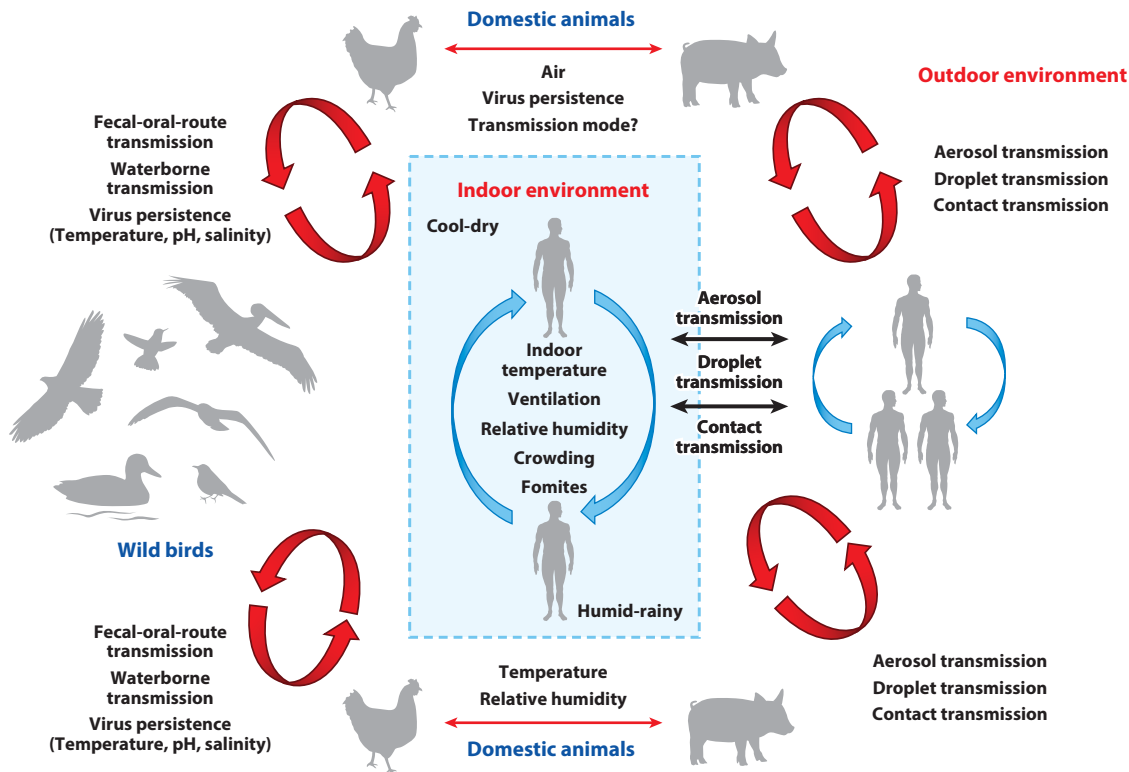 Domestic animals
Air
Virus persistence
Transmission mode?
Outdoor environment
Fecal-oral-route
transmission
Waterborne
transmission
Virus persistence
(Temperature, pH, salinity)
Aerosol transmission
Droplet transmission
Contact transmission
Indoor environment
Cool-dry
Indoor
temperature
Ventilation
Relative humidity
Crowding
Fomites
Humid-rainy
Aerosol
transmission
Droplet
transmission
Contact
transmission
Wild birds
Fecal-oral-route
transmission
Waterborne
transmission
Virus persistence
(Temperature, pH, salinity)
Temperature
Relative humidity
Domestic animals
Aerosol transmission
Droplet transmission
Contact transmission